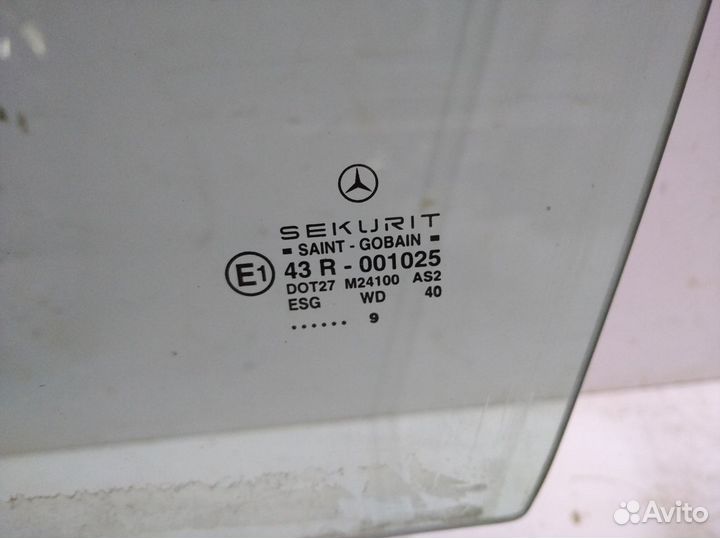 SEKURIT
SAINT - GOBAIN
E1 43 R - 001025
DOT27 M24100 AS2
ESG WD 40
...... 9
Avito